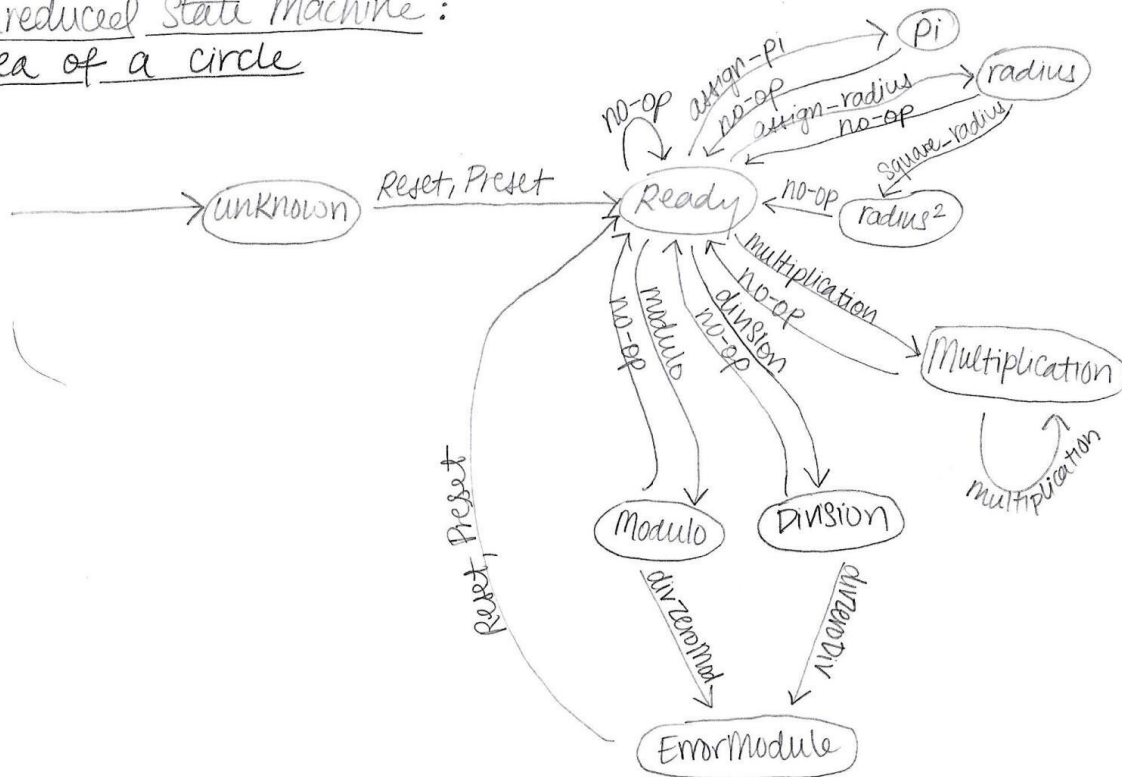 reduced State Machine:
ea of a circle
Pi
assign-pi
no-op
radius
assign-radius
no-op
no-op
square_radius
Reset, Preset
unknown
Ready
no-op
radius²
multiplication
no-op
no-op
modulo
division
no-op
Multiplication
multiplication
Reset, Preset
Modulo
Division
divzeroMod
divzeroDiv
ErrorModule